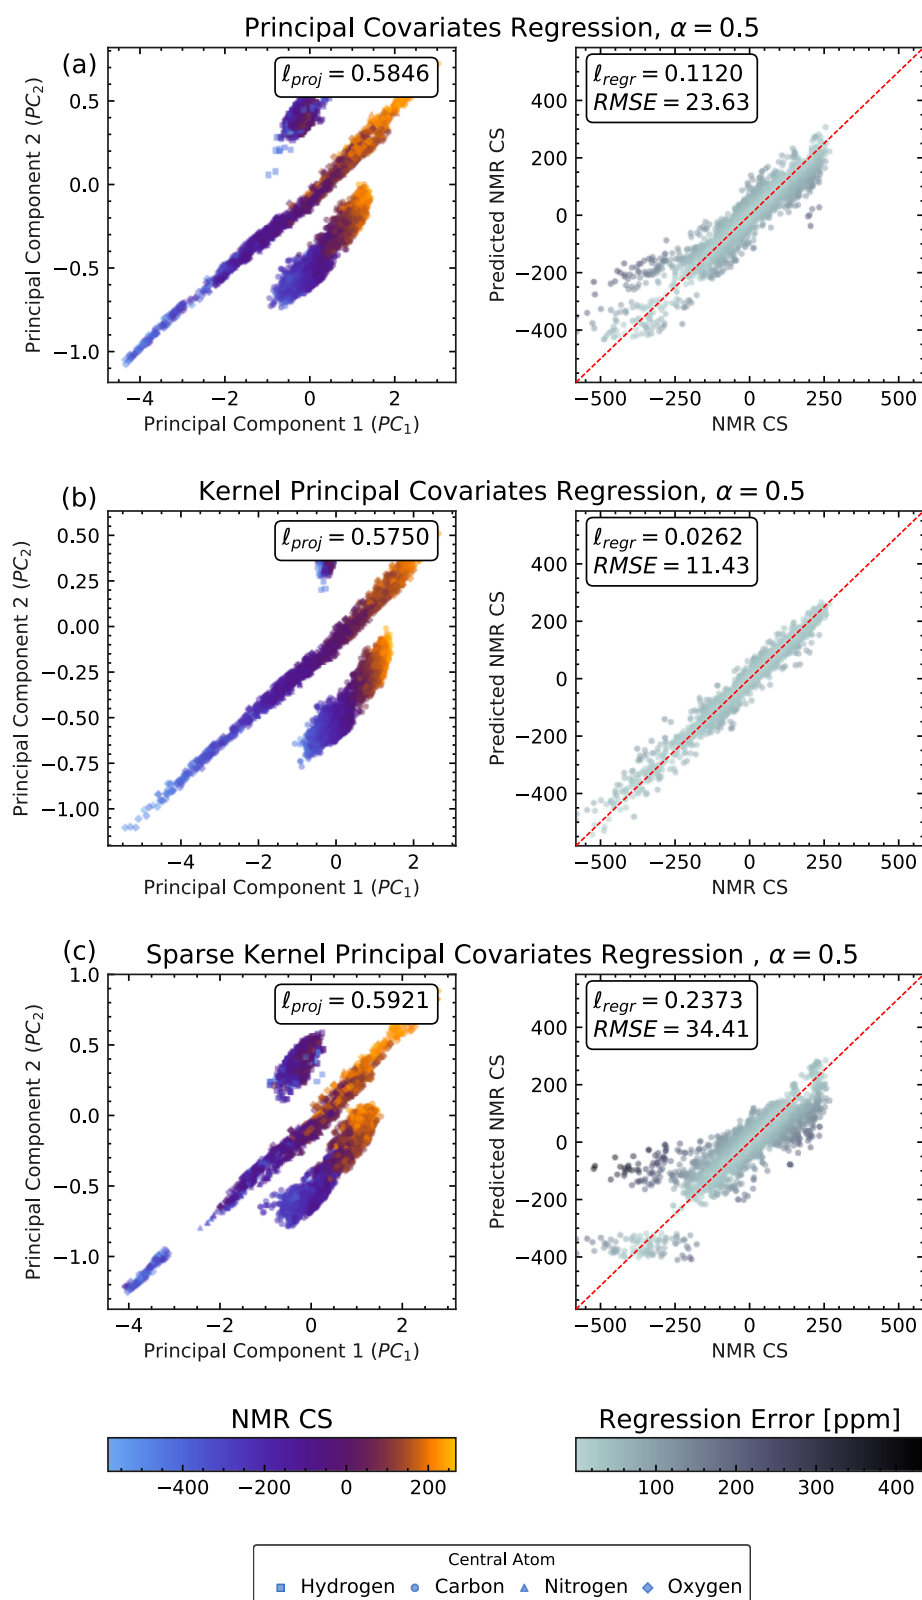 Principal Covariates Regression, α = 0.5
(a)
ℓproj = 0.5846
Principal Component 2 (PC2)
0.5
0.0
−0.5
−1.0
−4 −2 0 2
Principal Component 1 (PC1)
ℓregr = 0.1120
RMSE = 23.63
Predicted NMR CS
400
200
0
−200
−400
−500 −250 0 250 500
NMR CS
Kernel Principal Covariates Regression, α = 0.5
(b)
ℓproj = 0.5750
Principal Component 2 (PC2)
0.50
0.25
0.00
−0.25
−0.50
−0.75
−1.00
−4 −2 0 2
Principal Component 1 (PC1)
ℓregr = 0.0262
RMSE = 11.43
Predicted NMR CS
400
200
0
−200
−400
−500 −250 0 250 500
NMR CS
(c)
Sparse Kernel Principal Covariates Regression , α = 0.5
ℓproj = 0.5921
Principal Component 2 (PC2)
1.0
0.5
0.0
−0.5
−1.0
−4 −2 0 2
Principal Component 1 (PC1)
ℓregr = 0.2373
RMSE = 34.41
Predicted NMR CS
400
200
0
−200
−400
−500 −250 0 250 500
NMR CS
NMR CS
−400 −200 0 200
Regression Error [ppm]
100 200 300 400
Central Atom
Hydrogen Carbon Nitrogen Oxygen